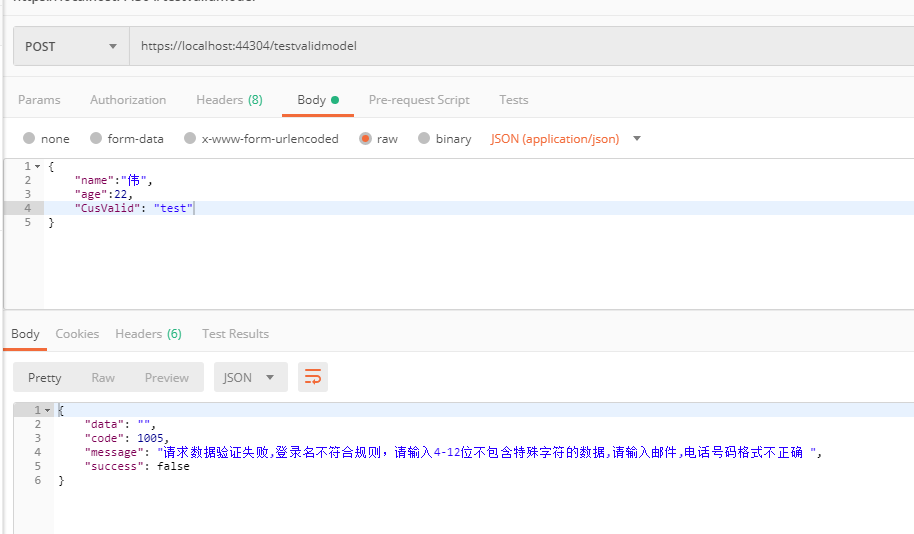 POST https://localhost:44304/testvalidmodel
Params Authorization Headers (8) Body Pre-request Script Tests
none form-data x-www-form-urlencoded raw binary JSON (application/json)
1 {
2 "name":"伟",
3 "age":22,
4 "CusValid": "test"
5 }
Body Cookies Headers (6) Test Results
Pretty Raw Preview JSON
1 {
2 "data": "",
3 "code": 1005,
4 "message": "请求数据验证失败,登录名不符合规则，请输入4-12位不包含特殊字符的数据,请输入邮件,电话号码格式不正确 ",
5 "success": false
6 }